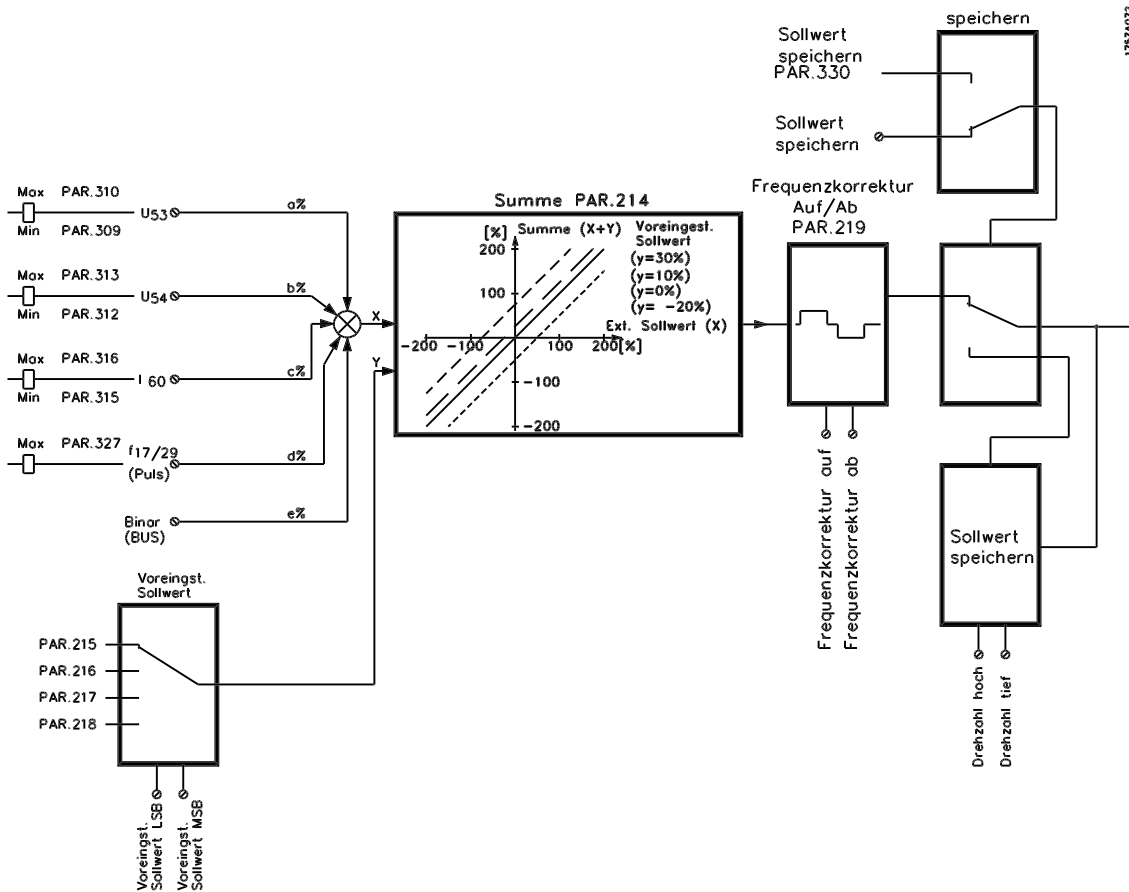 speichern
Sollwert
speichern
PAR.330
Sollwert
speichern
Max PAR.310
U53
a%
Min PAR.309
Max PAR.313
U54
b%
Min PAR.312
Max PAR.316
I 60
c%
Min PAR.315
Max PAR.327
f17/29
(Puls)
d%
Binar
(BUS)
e%
X
Y
Summe PAR.214
[%] Summe (X+Y)
Voreingest.
Sollwert
(y=30%)
(y=10%)
(y=0%)
(y= -20%)
Ext. Sollwert (X)
200
100
-200 -100 100 200[%]
-100
-200
Frequenzkorrektur
Auf/Ab
PAR.219
Frequenzkorrektur auf
Frequenzkorrektur ab
Sollwert
speichern
Drehzahl hoch
Drehzahl tief
Voreingst.
Sollwert
PAR.215
PAR.216
PAR.217
PAR.218
Voreingst.
Sollwert LSB
Voreingst.
Sollwert MSB